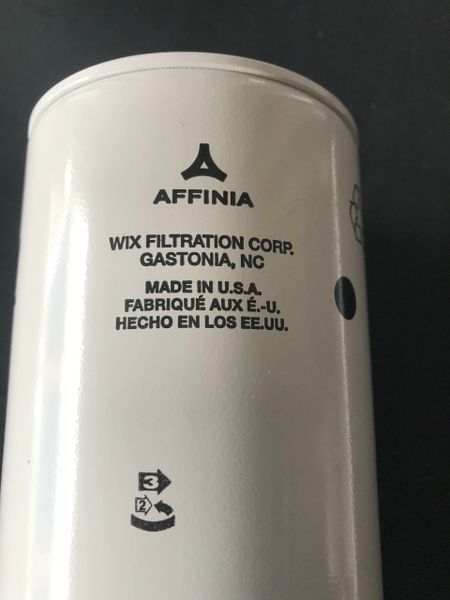 AFFINIA
WIX FILTRATION CORP.
GASTONIA, NC
MADE IN U.S.A.
FABRIQUÉ AUX É.-U.
HECHO EN LOS EE.UU.
3
2